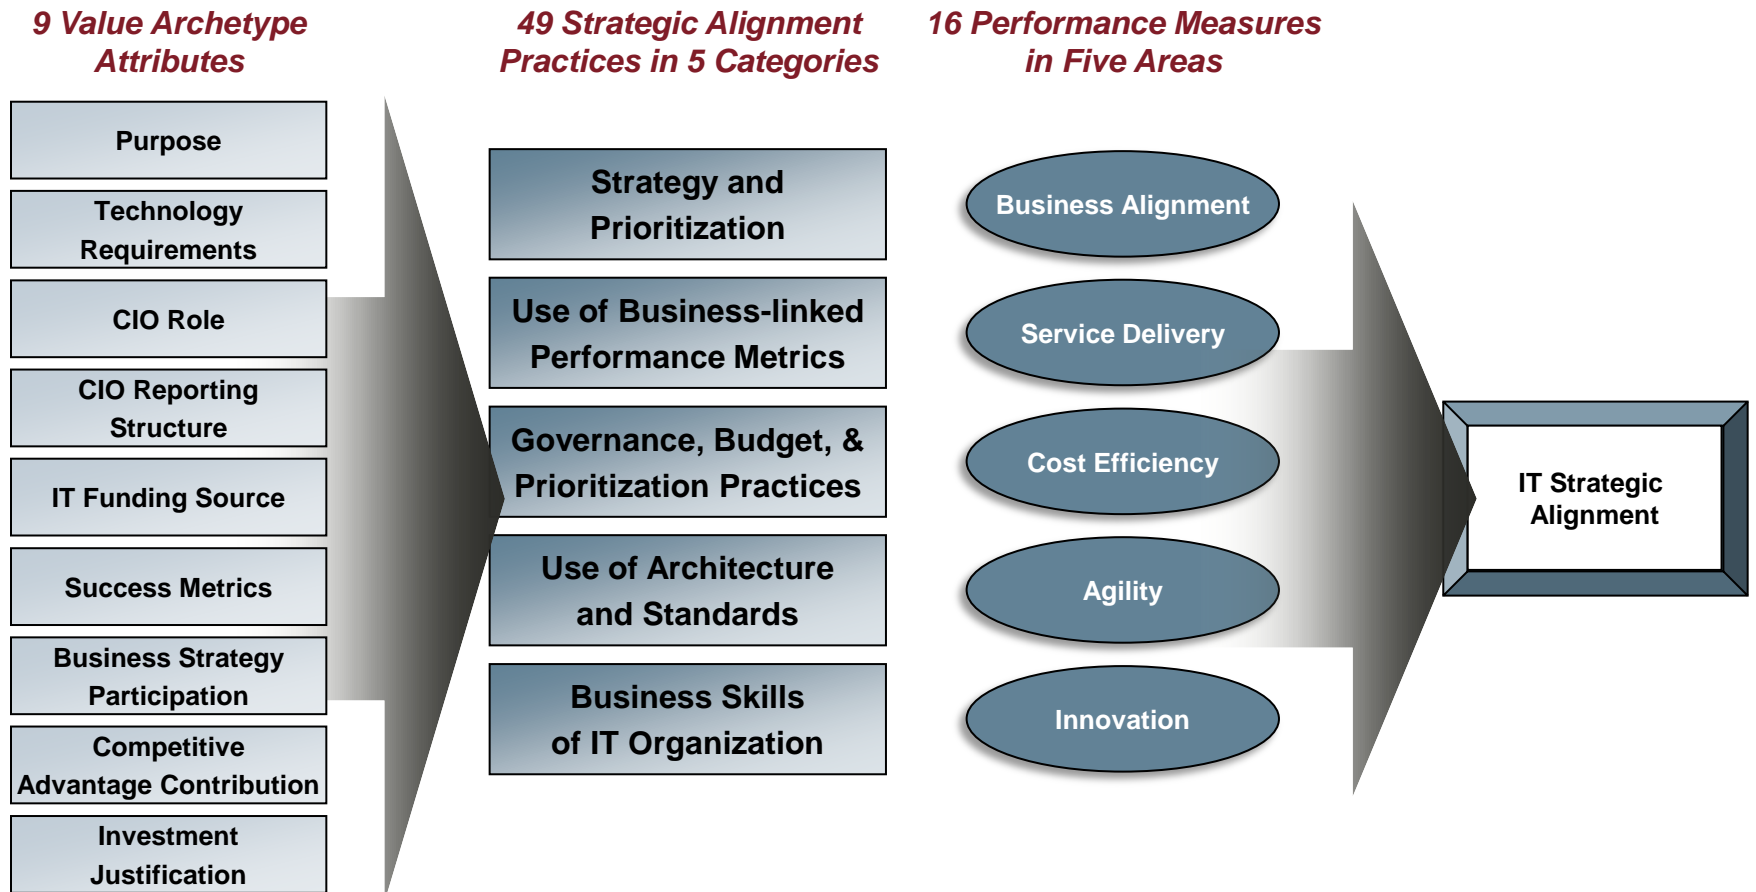 9 Value Archetype
Attributes
Purpose
Technology
Requirements
CIO Role
CIO Reporting
Structure
IT Funding Source
Success Metrics
Business Strategy
Participation
Competitive
Advantage Contribution
Investment
Justification
49 Strategic Alignment
Practices in 5 Categories
Strategy and
Prioritization
Use of Business-linked
Performance Metrics
Governance, Budget, &
Prioritization Practices
Use of Architecture
and Standards
Business Skills
of IT Organization
16 Performance Measures
in Five Areas
Business Alignment
Service Delivery
Cost Efficiency
Agility
Innovation
IT Strategic
Alignment